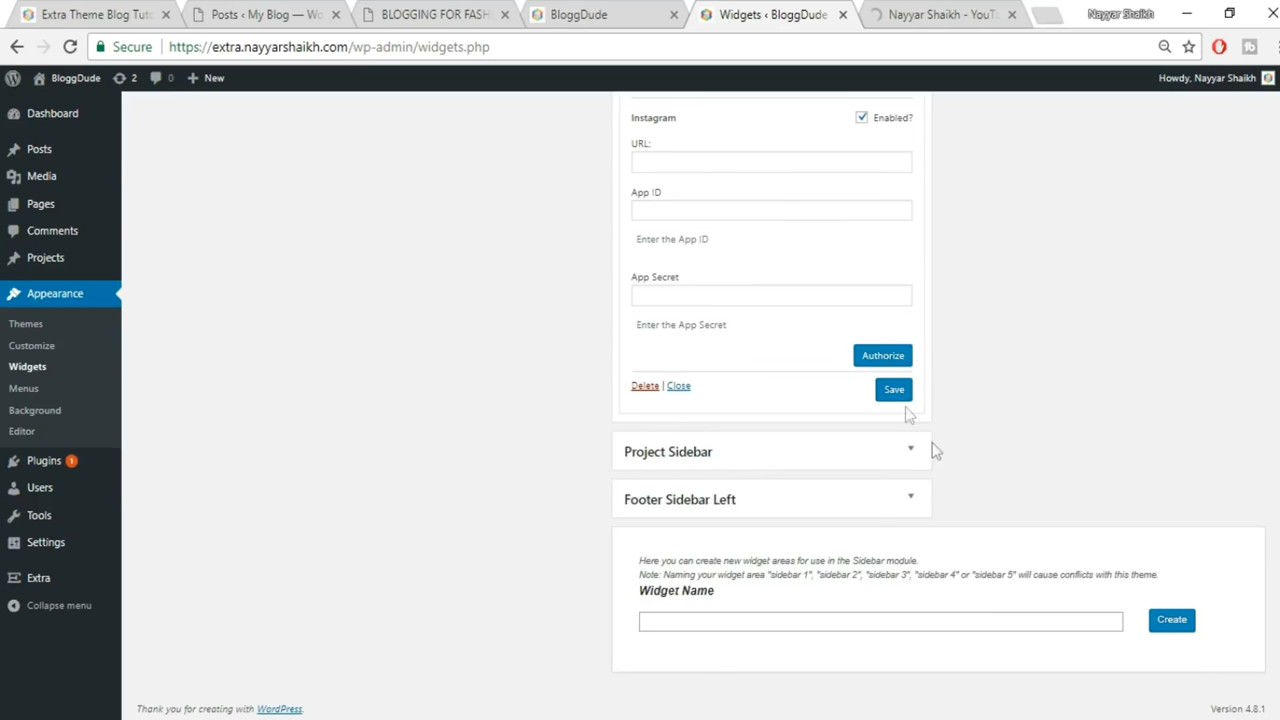 Extra Theme Blog Tuto
Posts ‹ My Blog — Wo
BLOGGING FOR FASH
BloggDude
Widgets ‹ BloggDude
Nayyar Shaikh - YouTu
Nayyar Shaikh
Secure
https://extra.nayyarshaikh.com/wp-admin/widgets.php
BloggDude
2
0
New
Howdy, Nayyar Shaikh
Dashboard
Posts
Media
Pages
Comments
Projects
Appearance
Themes
Customize
Widgets
Menus
Background
Editor
Plugins 1
Users
Tools
Settings
Extra
Collapse menu
Instagram
Enabled?
URL:
App ID
Enter the App ID
App Secret
Enter the App Secret
Authorize
Delete | Close
Save
Project Sidebar
Footer Sidebar Left
Here you can create new widget areas for use in the Sidebar module.
Note: Naming your widget area "sidebar 1", "sidebar 2", "sidebar 3", "sidebar 4" or "sidebar 5" will cause conflicts with this theme.
Widget Name
Create
Thank you for creating with WordPress.
Version 4.8.1